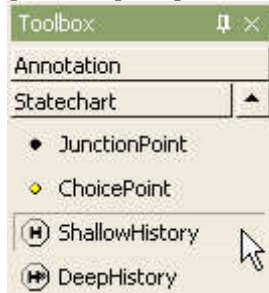 Toolbox
Annotation
Statechart
JunctionPoint
ChoicePoint
H ShallowHistory
H* DeepHistory